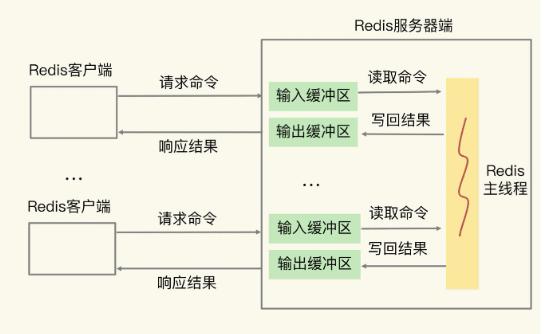 Redis服务器端
Redis客户端
请求命令
输入缓冲区
读取命令
输出缓冲区
写回结果
响应结果
...
...
Redis
主线程
Redis客户端
请求命令
输入缓冲区
读取命令
输出缓冲区
写回结果
响应结果